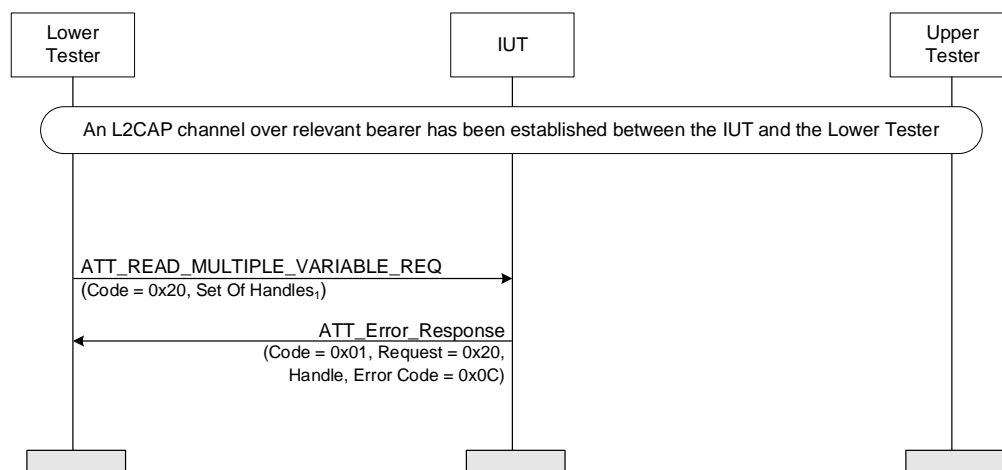 Lower
Tester
IUT
Upper
Tester
An L2CAP channel over relevant bearer has been established between the IUT and the Lower Tester
ATT_READ_MULTIPLE_VARIABLE_REQ
(Code = 0x20, Set Of Handles₁)
ATT_Error_Response
(Code = 0x01, Request = 0x20,
Handle, Error Code = 0x0C)